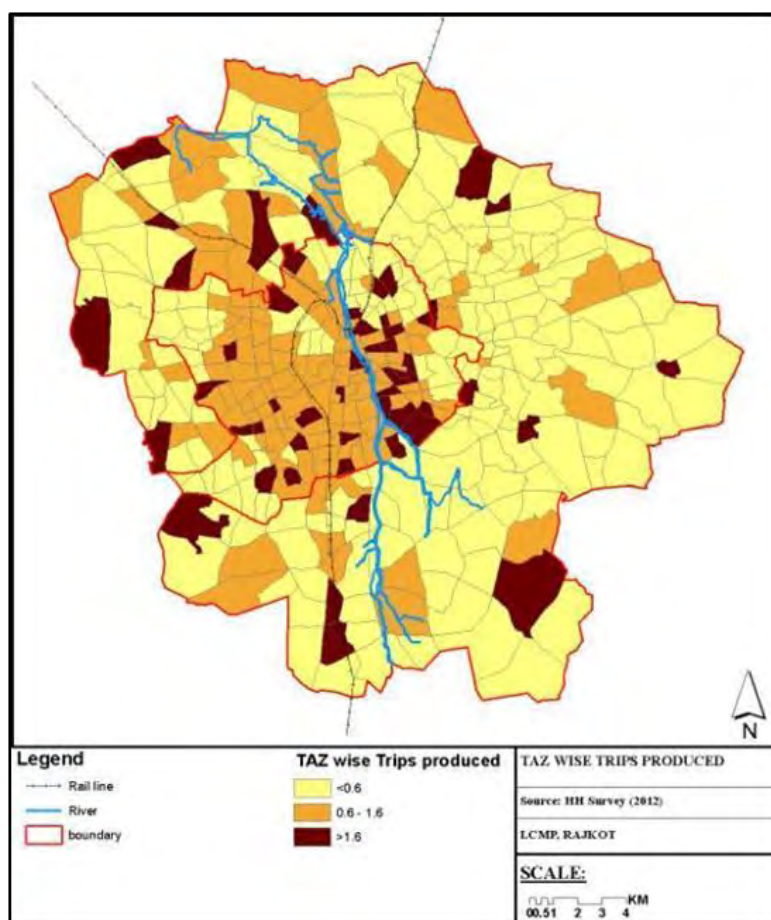 N
Legend
Rail line
River
boundary
TAZ wise Trips produced
<0.6
0.6 - 1.6
>1.6
TAZ WISE TRIPS PRODUCED
Source: HH Survey (2012)
LCMP, RAJKOT
SCALE:
KM
00.51 2 3 4